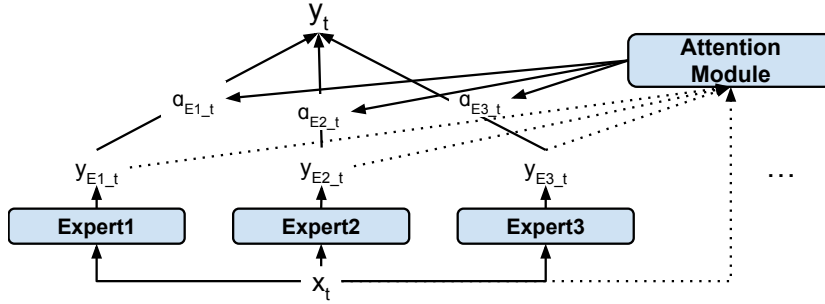 y_t
Attention
Module
α_E1_t
α_E2_t
α_E3_t
y_E1_t
y_E2_t
y_E3_t
...
Expert1
Expert2
Expert3
x_t